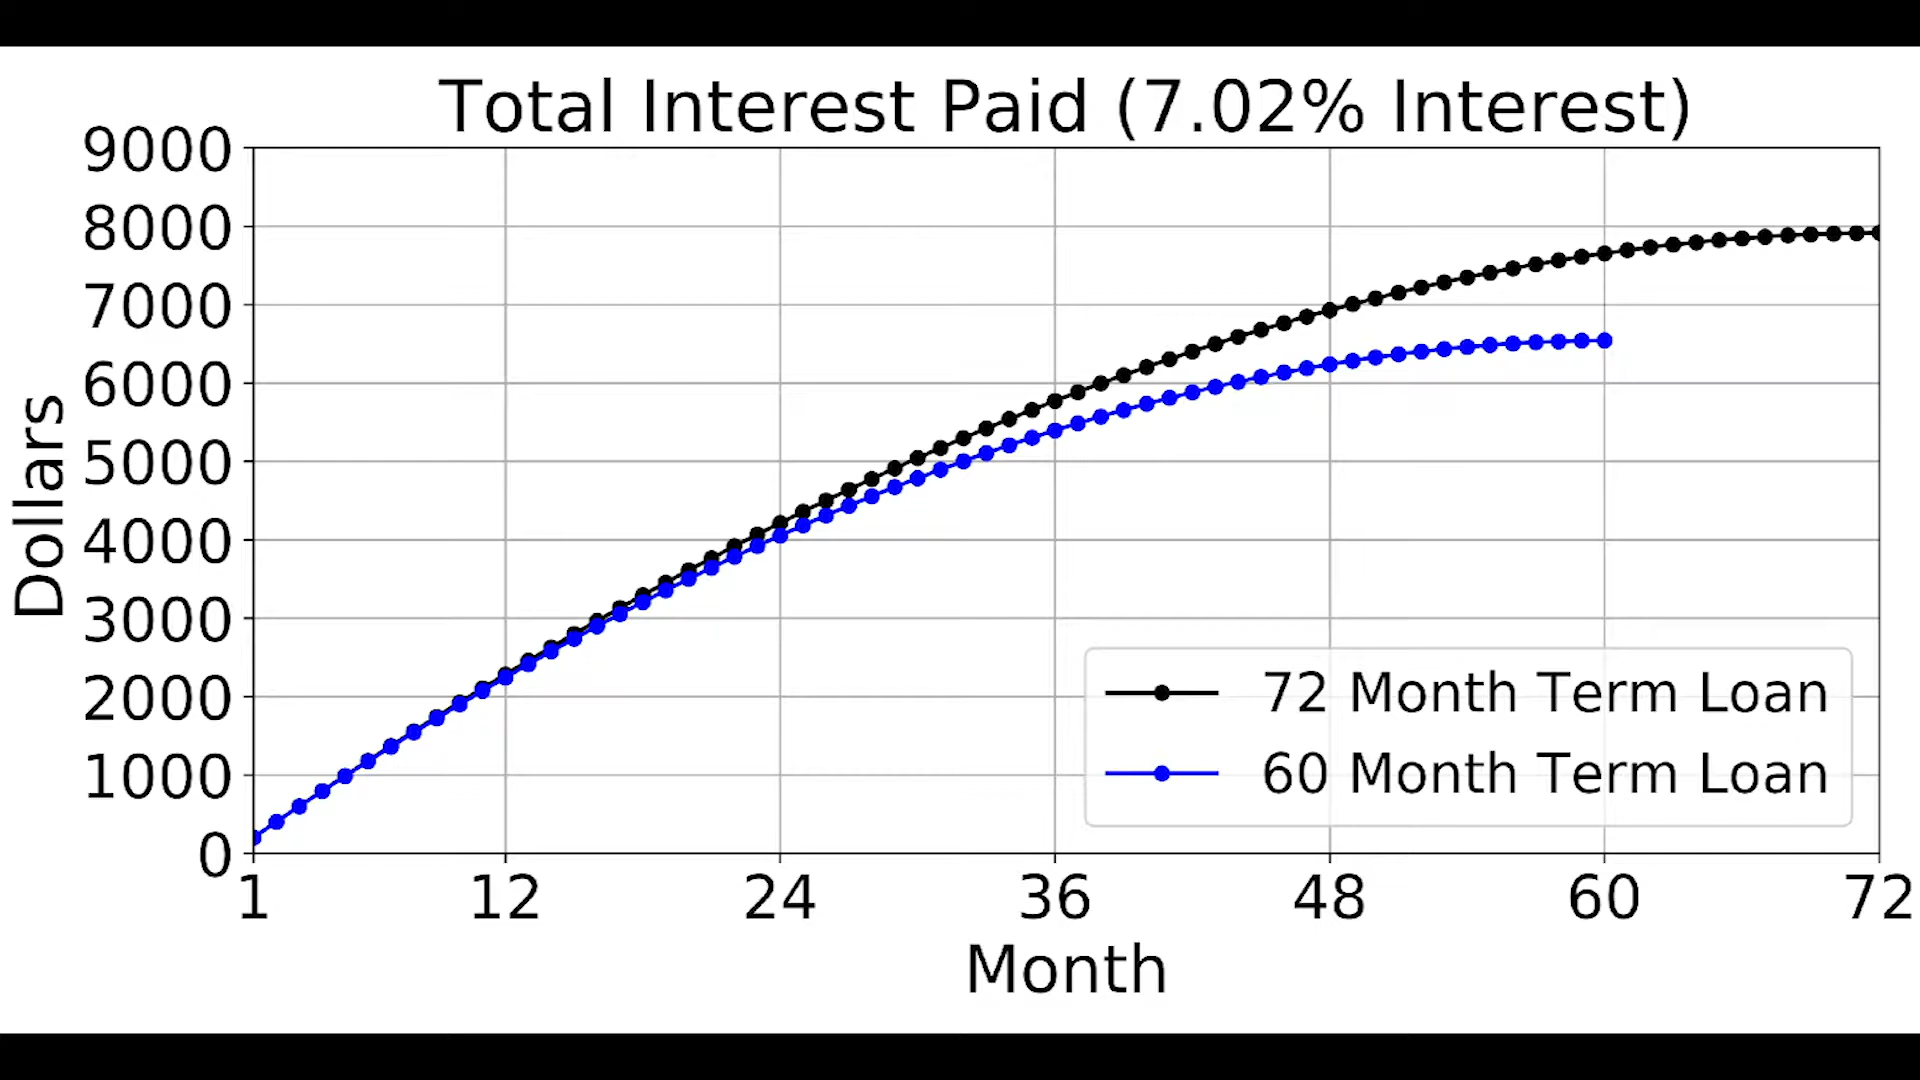 Total Interest Paid (7.02% Interest)
9000
8000
7000
6000
5000
4000
3000
2000
1000
0
Dollars
72 Month Term Loan
60 Month Term Loan
1 12 24 36 48 60 72
Month